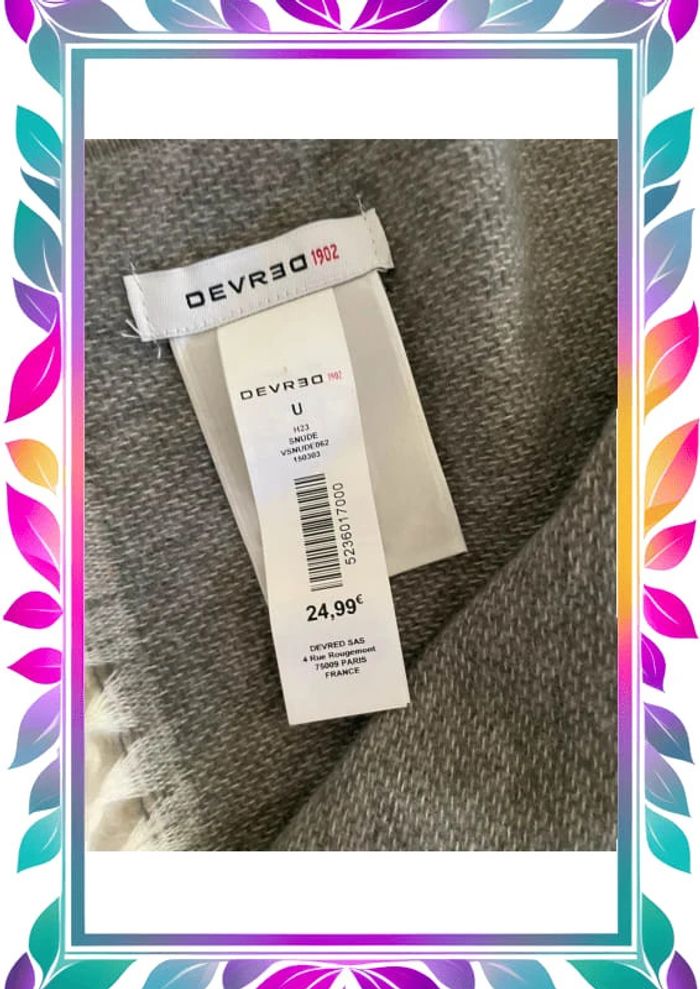 DEVRED 1902
DEVRED 1902
U
H23
SNUDE
VSNUDE062
150303
5236017000
24,99€
DEVRED SAS
4 Rue Rougemont
75009 PARIS
FRANCE